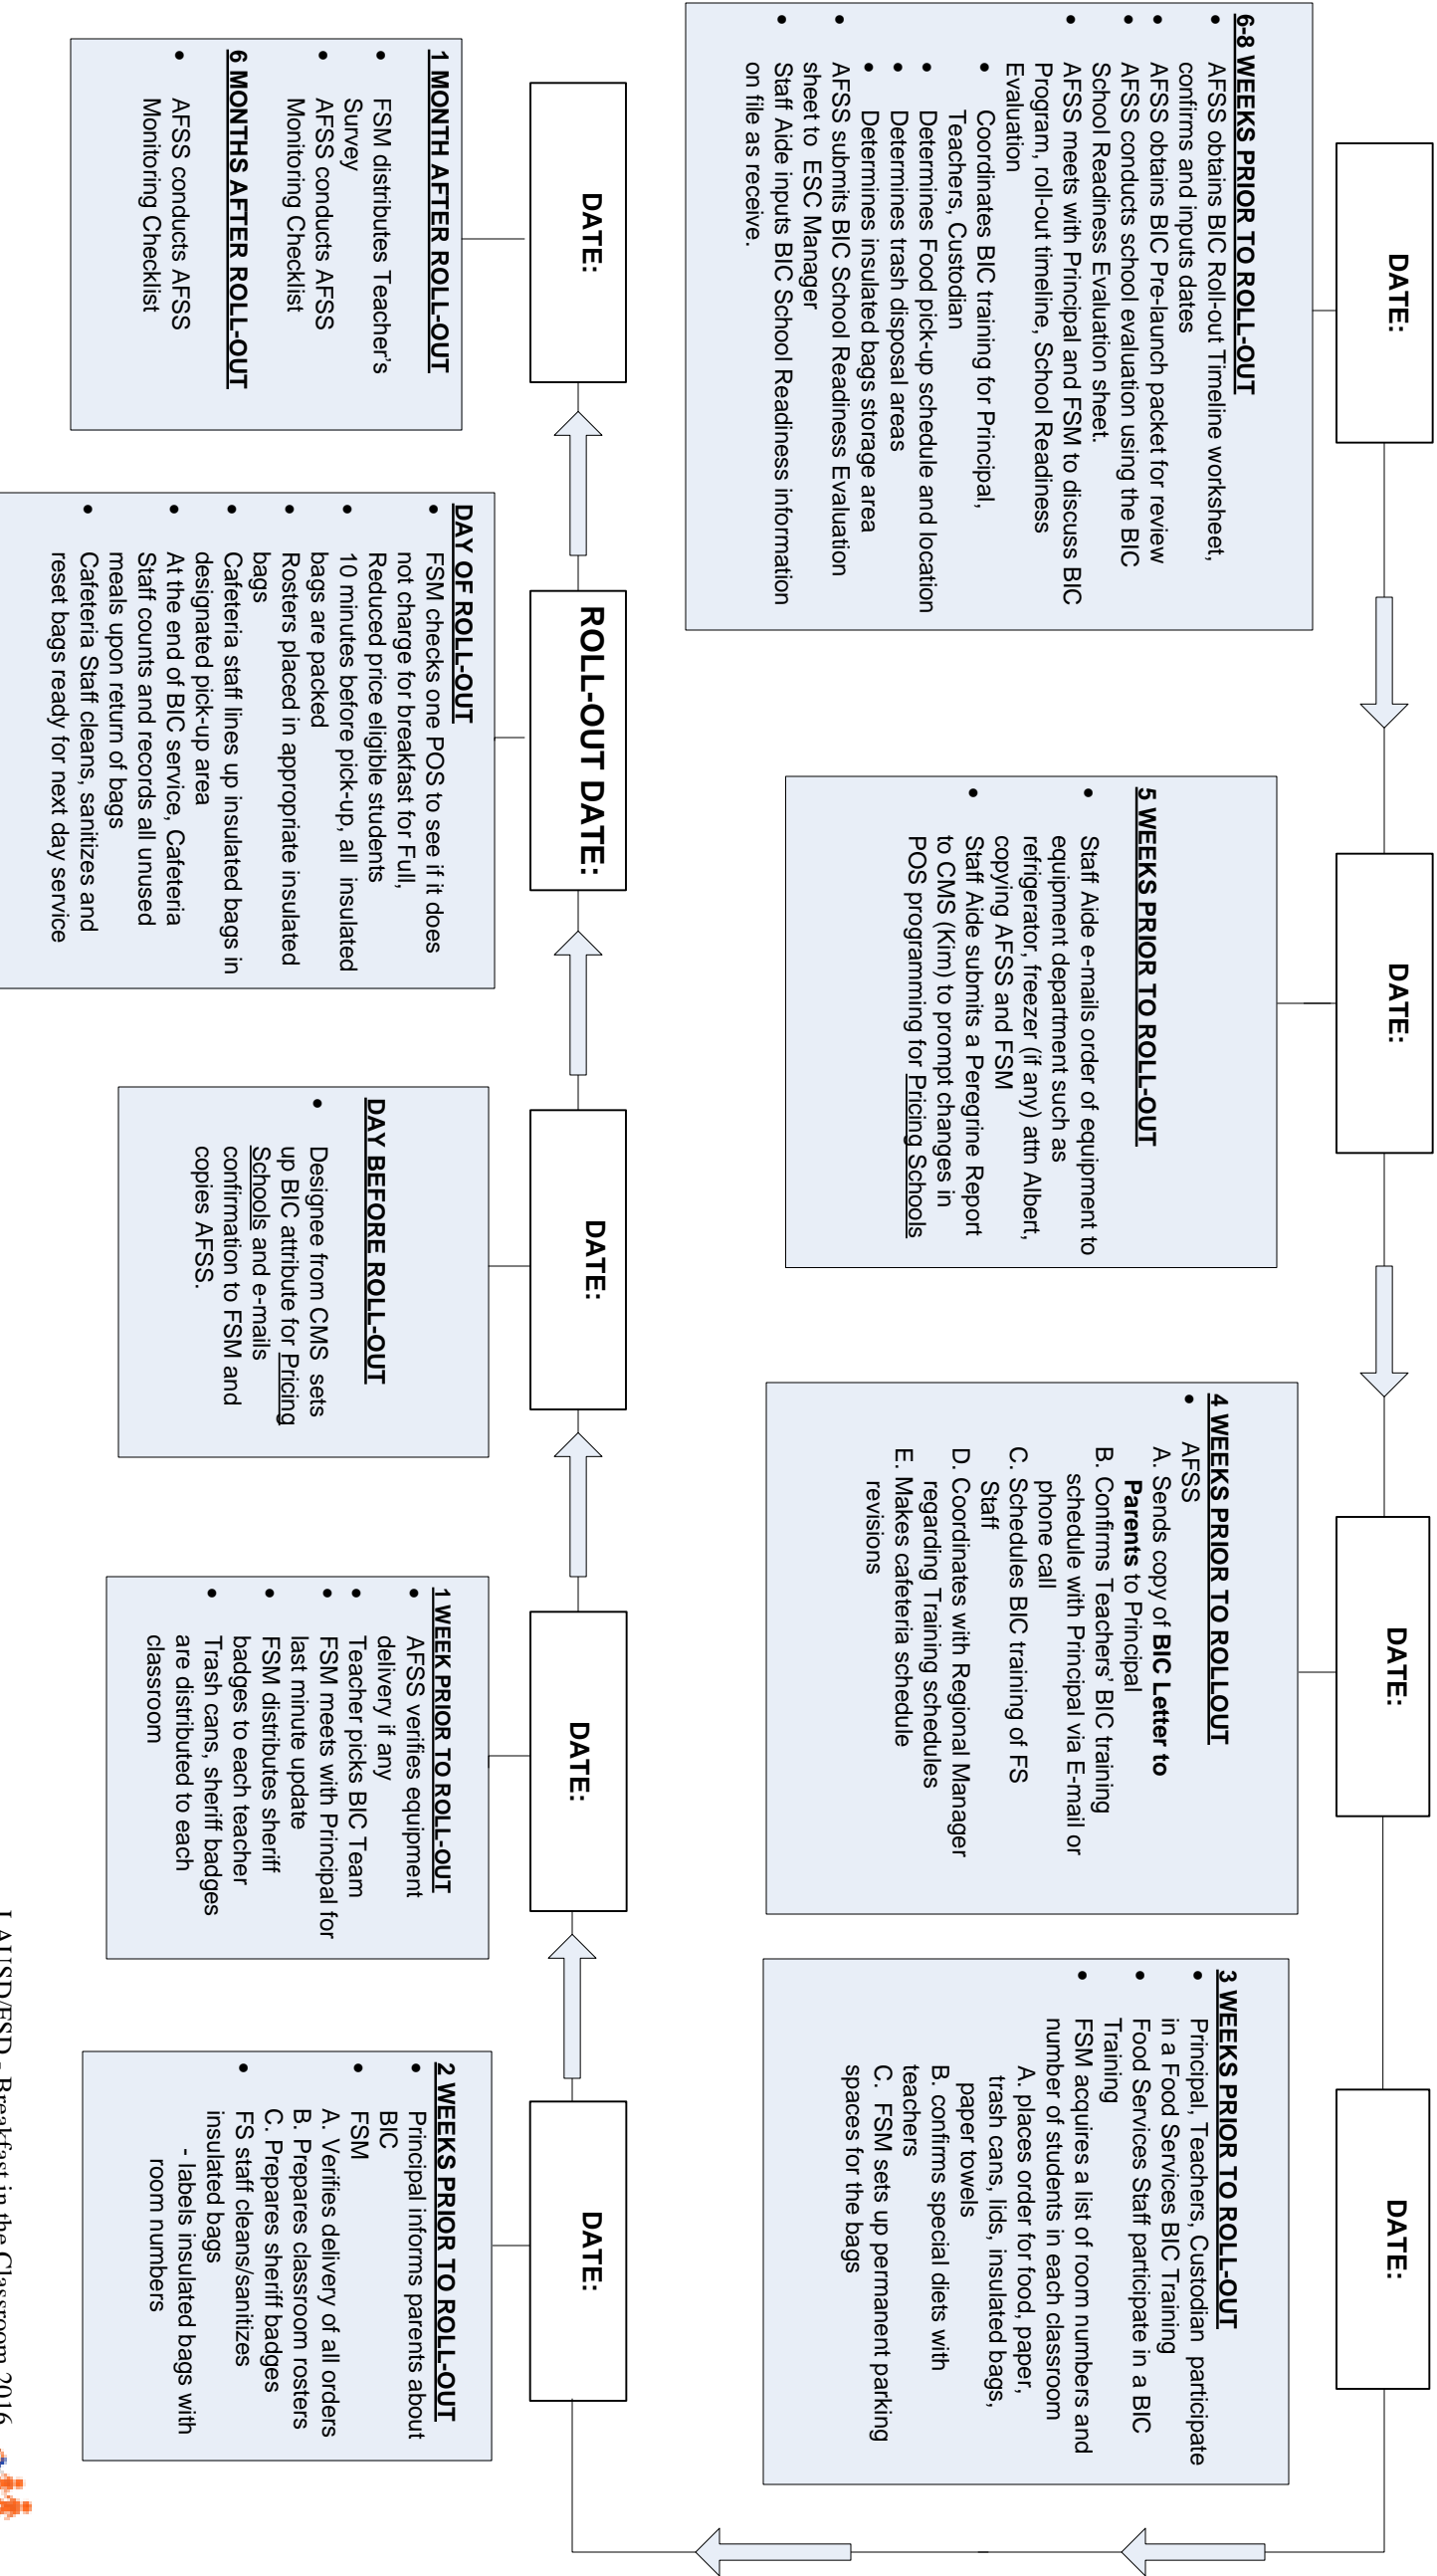 DATE:
6-8 WEEKS PRIOR TO ROLL-OUT
• AFSS obtains BIC Roll-out Timeline worksheet,
confirms and inputs dates
• AFSS obtains BIC Pre-launch packet for review
• AFSS conducts school evaluation using the BIC
School Readiness Evaluation sheet.
• AFSS meets with Principal and FSM to discuss BIC
Program, roll-out timeline, School Readiness
Evaluation
• Coordinates BIC training for Principal,
Teachers, Custodian
• Determines Food pick-up schedule and location
• Determines trash disposal areas
• Determines insulated bags storage area
• AFSS submits BIC School Readiness Evaluation
sheet to ESC Manager
• Staff Aide inputs BIC School Readiness information
on file as receive.
DATE:
5 WEEKS PRIOR TO ROLL-OUT
• Staff Aide e-mails order of equipment to
equipment department such as
refrigerator, freezer (if any) attn Albert,
copying AFSS and FSM
• Staff Aide submits a Peregrine Report
to CMS (Kim) to prompt changes in
POS programming for Pricing Schools
DATE:
4 WEEKS PRIOR TO ROLLOUT
• AFSS
A. Sends copy of BIC Letter to
Parents to Principal
B. Confirms Teachers' BIC training
schedule with Principal via E-mail or
phone call
C. Schedules BIC training of FS
Staff
D. Coordinates with Regional Manager
regarding Training schedules
E. Makes cafeteria schedule
revisions
DATE:
3 WEEKS PRIOR TO ROLL-OUT
• Principal, Teachers, Custodian participate
in a Food Services BIC Training
• Food Services Staff participate in a BIC
Training
• FSM acquires a list of room numbers and
number of students in each classroom
A. places order for food, paper,
trash cans, lids, insulated bags,
paper towels
B. confirms special diets with
teachers
C. FSM sets up permanent parking
spaces for the bags
DATE:
2 WEEKS PRIOR TO ROLL-OUT
• Principal informs parents about
BIC
• FSM
A. Verifies delivery of all orders
B. Prepares classroom rosters
C. Prepares sheriff badges
• FS staff cleans/sanitizes
insulated bags
- labels insulated bags with
room numbers
DATE:
1 WEEK PRIOR TO ROLL-OUT
• AFSS verifies equipment
delivery if any
• Teacher picks BIC Team
• FSM meets with Principal for
last minute update
• FSM distributes sheriff
badges to each teacher
• Trash cans, sheriff badges
are distributed to each
classroom
DATE:
DAY BEFORE ROLL-OUT
• Designee from CMS sets
up BIC attribute for Pricing
Schools and e-mails
confirmation to FSM and
copies AFSS.
ROLL-OUT DATE:
DAY OF ROLL-OUT
• FSM checks one POS to see if it does
not charge for breakfast for Full,
Reduced price eligible students
• 10 minutes before pick-up, all insulated
bags are packed
• Rosters placed in appropriate insulated
bags
• Cafeteria staff lines up insulated bags in
designated pick-up area
• At the end of BIC service, Cafeteria
Staff counts and records all unused
meals upon return of bags
• Cafeteria Staff cleans, sanitizes and
reset bags ready for next day service
DATE:
1 MONTH AFTER ROLL-OUT
• FSM distributes Teacher's
Survey
• AFSS conducts AFSS
Monitoring Checklist
6 MONTHS AFTER ROLL-OUT
• AFSS conducts AFSS
Monitoring Checklist
LAUSD/FSD - Breakfast in the Classroom 2016